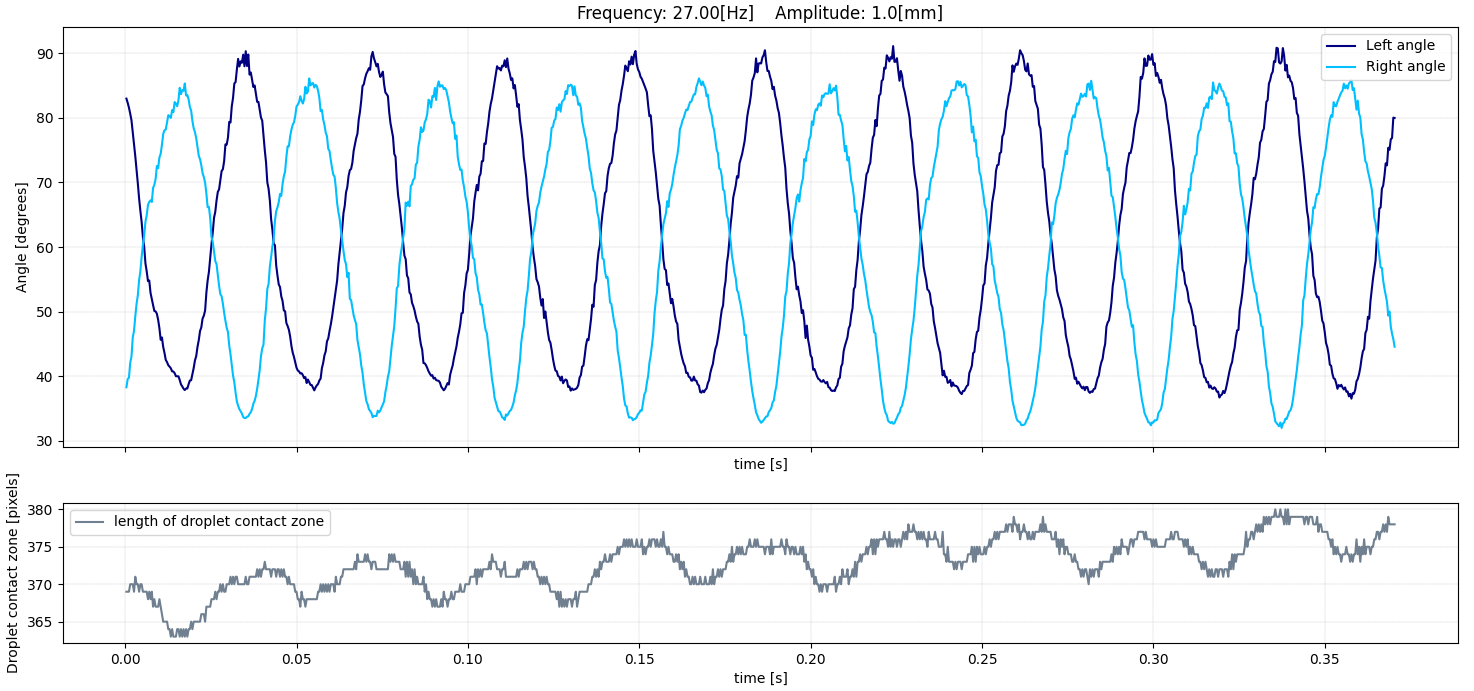 Frequency: 27.00[Hz]    Amplitude: 1.0[mm]
Left angle
Right angle
Angle [degrees]
90
80
70
60
50
40
30
time [s]
length of droplet contact zone
Droplet contact zone [pixels]
380
375
370
365
0.00 0.05 0.10 0.15 0.20 0.25 0.30 0.35
time [s]